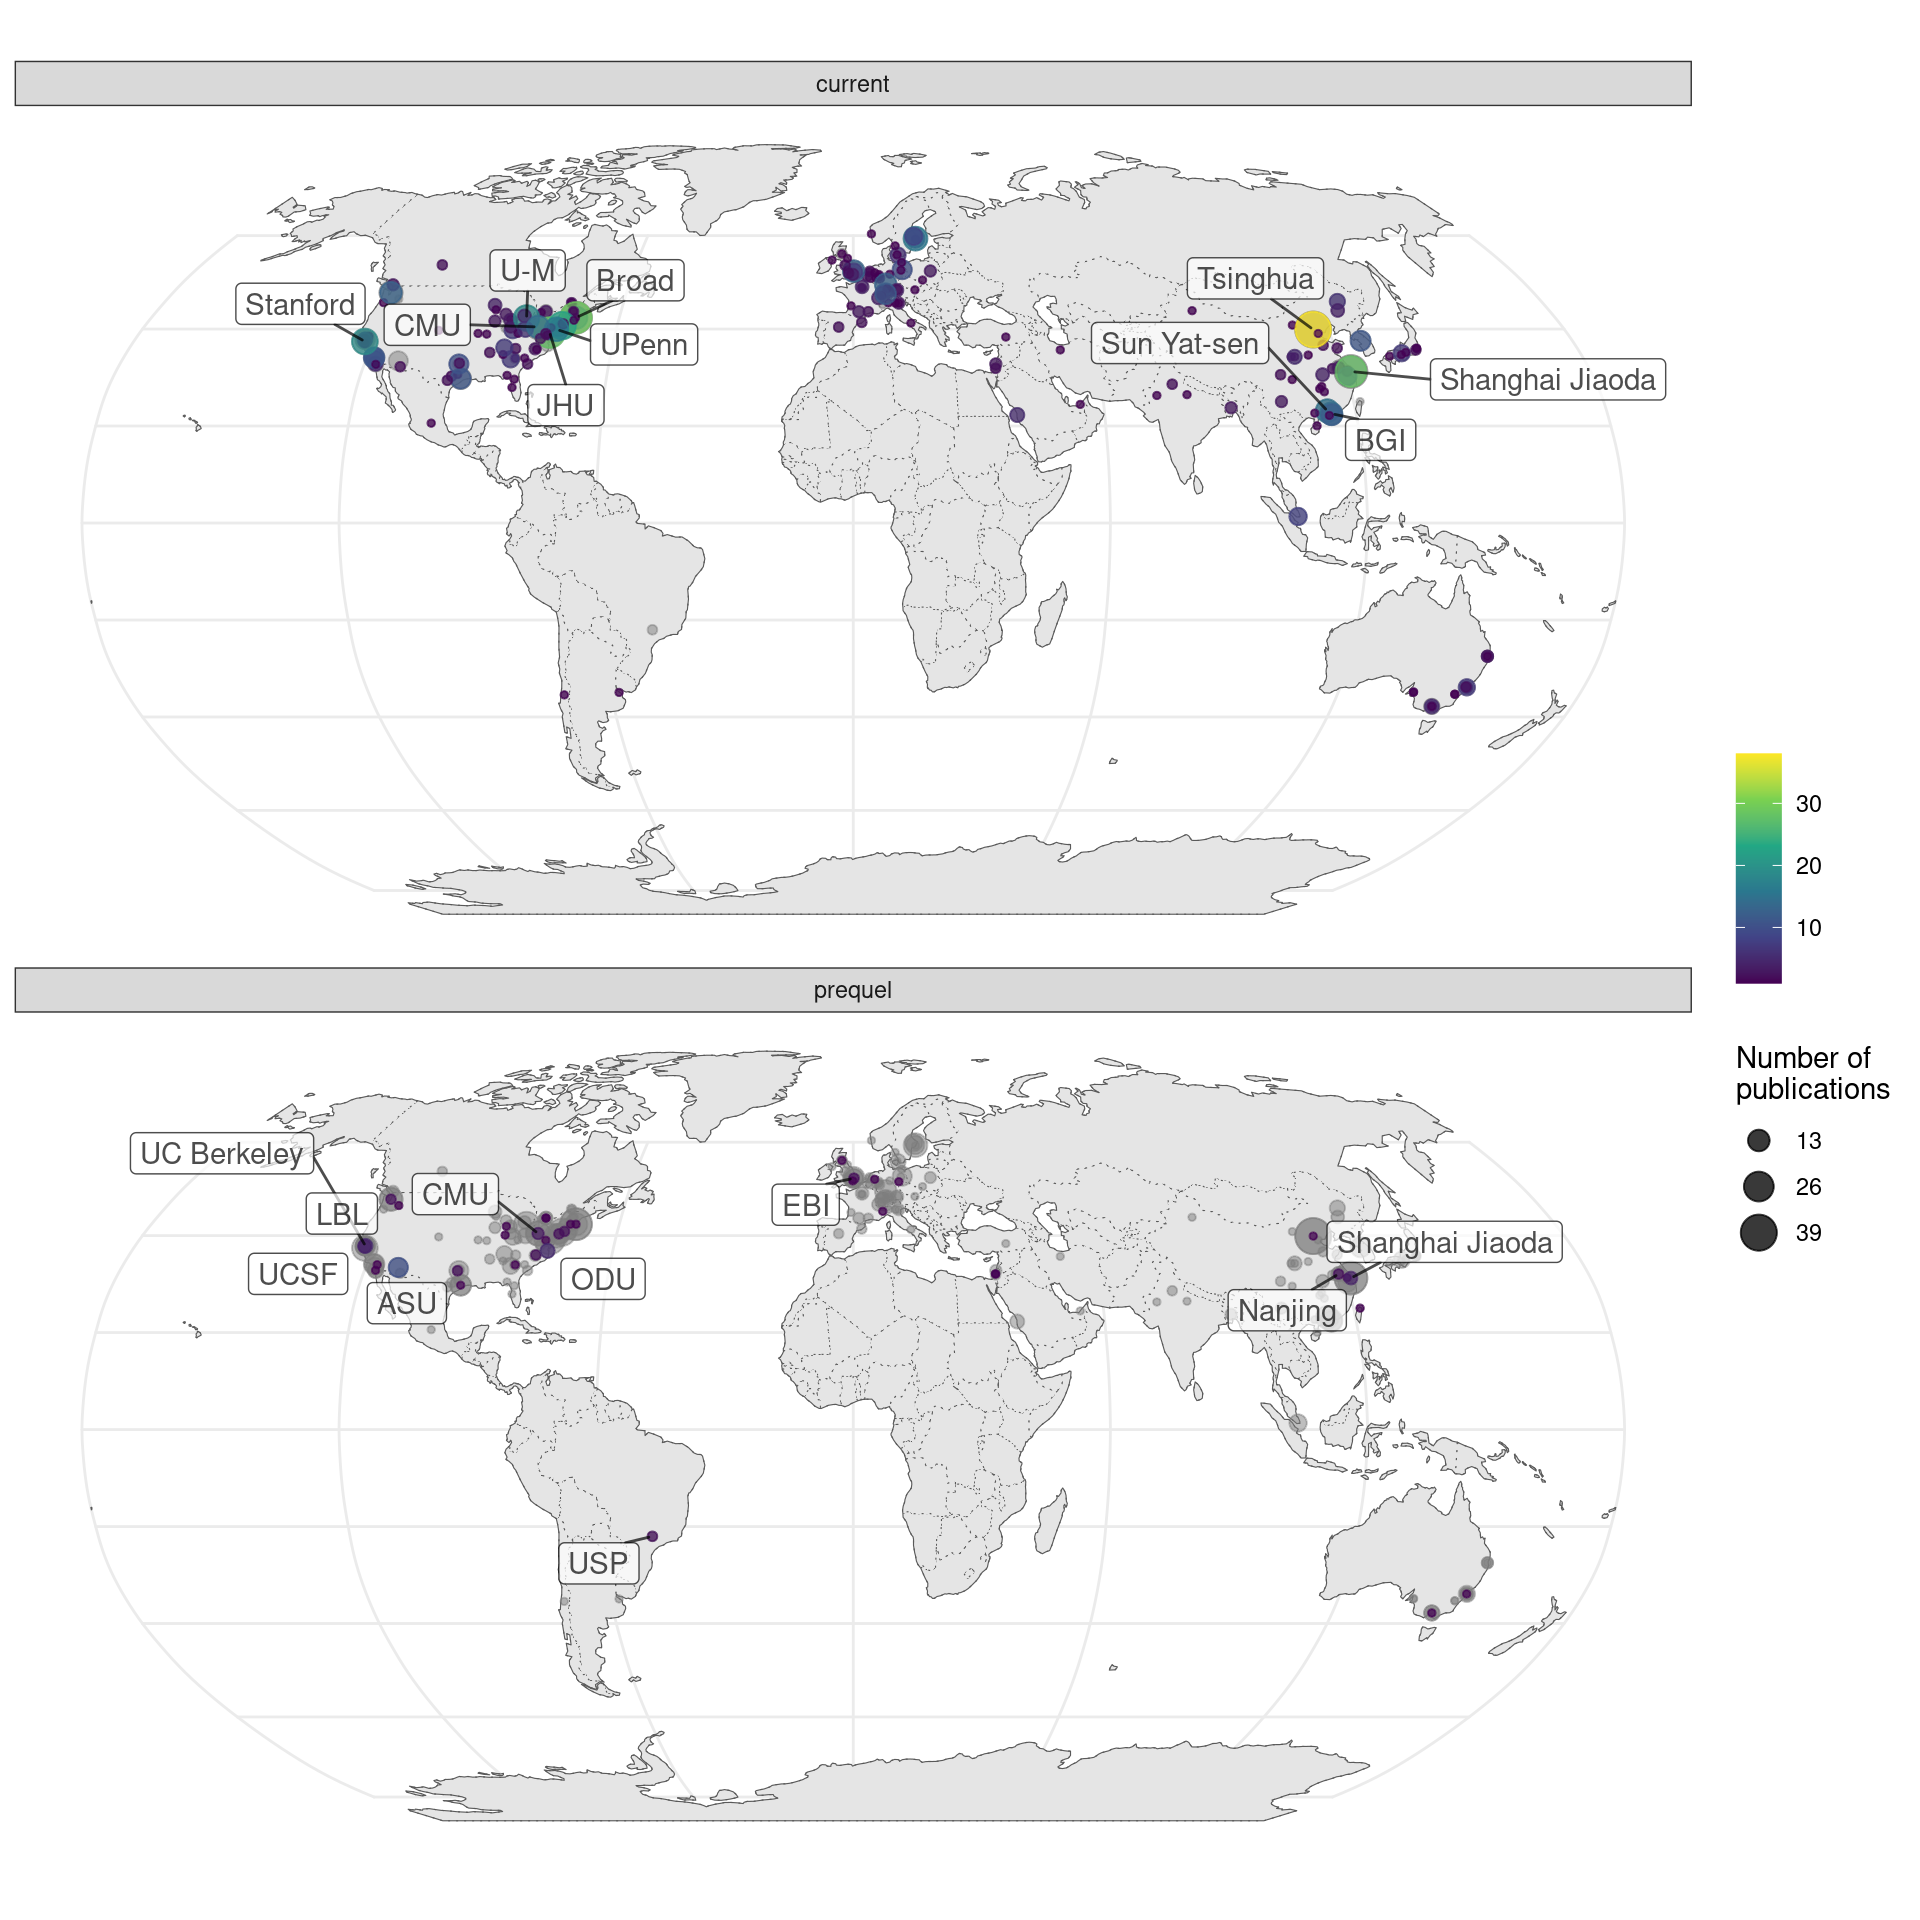 current
U-M
Broad
Stanford
CMU
UPenn
JHU
Tsinghua
Sun Yat-sen
Shanghai Jiaoda
BGI
30
20
10
prequel
Number of
publications
13
26
39
UC Berkeley
CMU
LBL
EBI
UCSF
ODU
ASU
Shanghai Jiaoda
Nanjing
USP